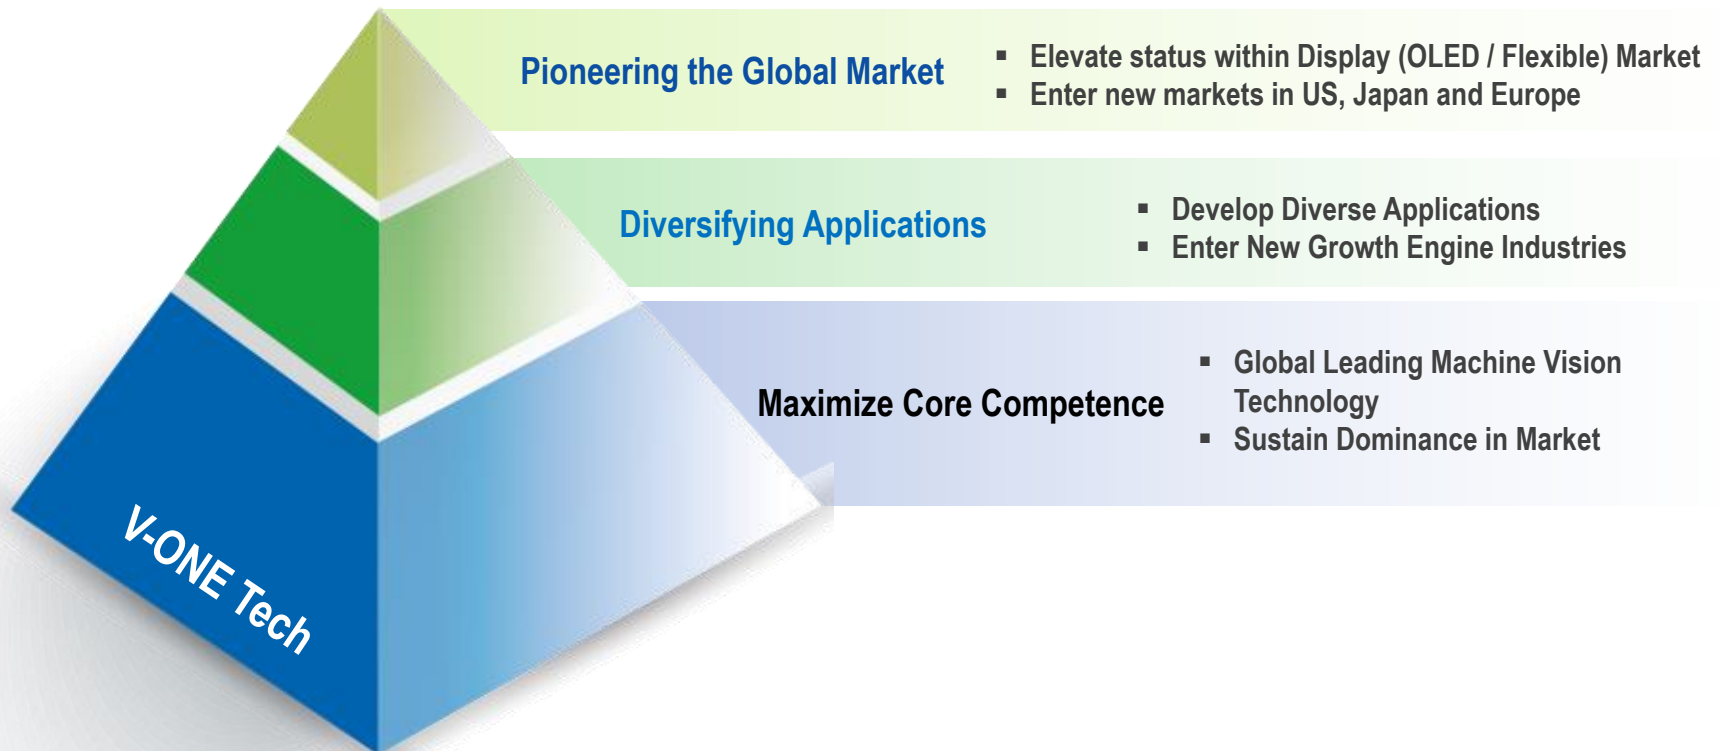 Pioneering the Global Market
▪ Elevate status within Display (OLED / Flexible) Market
▪ Enter new markets in US, Japan and Europe
Diversifying Applications
▪ Develop Diverse Applications
▪ Enter New Growth Engine Industries
Maximize Core Competence
▪ Global Leading Machine Vision
Technology
▪ Sustain Dominance in Market
V-ONE Tech